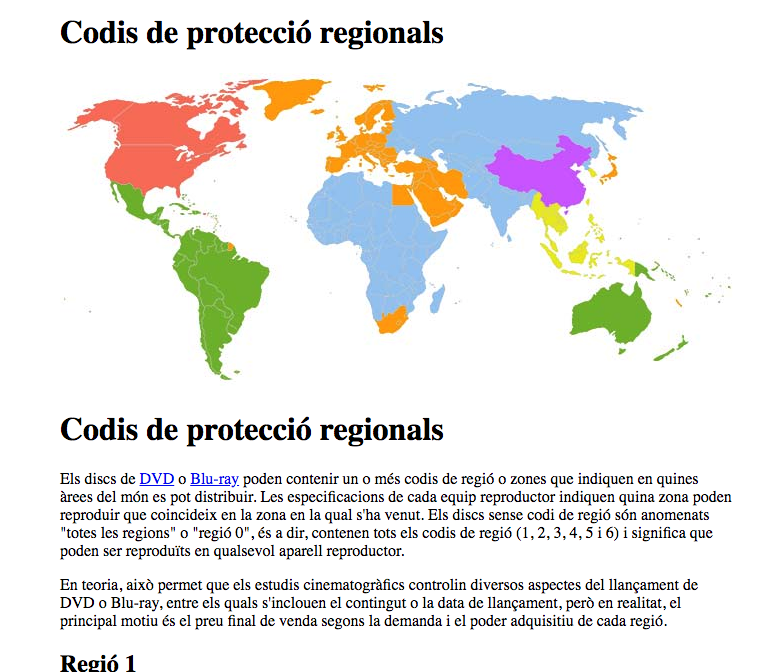 Codis de protecció regionals
Codis de protecció regionals
Els discs de DVD o Blu-ray poden contenir un o més codis de regió o zones que indiquen en quines
àrees del món es pot distribuir. Les especificacions de cada equip reproductor indiquen quina zona poden
reproduir que coincideix en la zona en la qual s'ha venut. Els discs sense codi de regió són anomenats
"totes les regions" o "regió 0", és a dir, contenen tots els codis de regió (1, 2, 3, 4, 5 i 6) i significa que
poden ser reproduïts en qualsevol aparell reproductor.
En teoria, això permet que els estudis cinematogràfics controlin diversos aspectes del llançament de
DVD o Blu-ray, entre els quals s'inclouen el contingut o la data de llançament, però en realitat, el
principal motiu és el preu final de venda segons la demanda i el poder adquisitiu de cada regió.
Regió 1